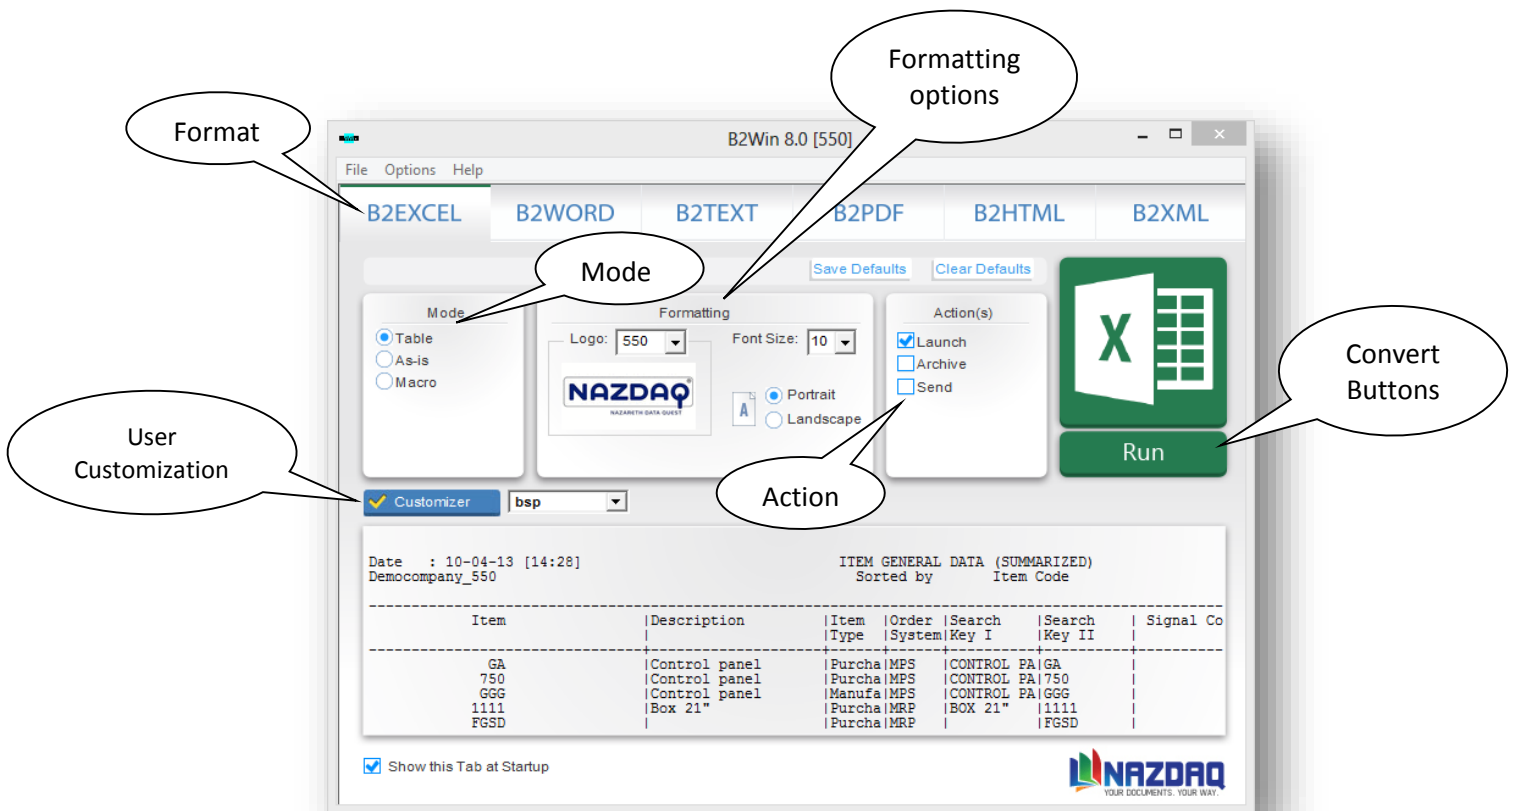 Formatting
options
Format
B2Win 8.0 [550]
File Options Help
B2EXCEL B2WORD B2TEXT B2PDF B2HTML B2XML
Mode
Save Defaults Clear Defaults
Mode Formatting Action(s)
Table Logo: 550 Font Size: 10 Launch
As-is Archive
Macro Send
X
NAZDAQ
NAZARETH DATA QUEST
A
Portrait
Landscape
Convert
Buttons
Run
User
Customization
Action
Customizer bsp
Date : 10-04-13 [14:28] ITEM GENERAL DATA (SUMMARIZED)
Democompany_550 Sorted by Item Code
Item |Description |Item |Order |Search |Search | Signal Co
| |Type |System|Key I |Key II |
GA |Control panel |Purcha|MPS |CONTROL PA|GA |
750 |Control panel |Purcha|MPS |CONTROL PA|750 |
GGG |Control panel |Manufa|MPS |CONTROL PA|GGG |
1111 |Box 21" |Purcha|MRP |BOX 21" |1111 |
FGSD | |Purcha|MRP | |FGSD |
Show this Tab at Startup
NAZDAQ
YOUR DOCUMENTS. YOUR WAY.